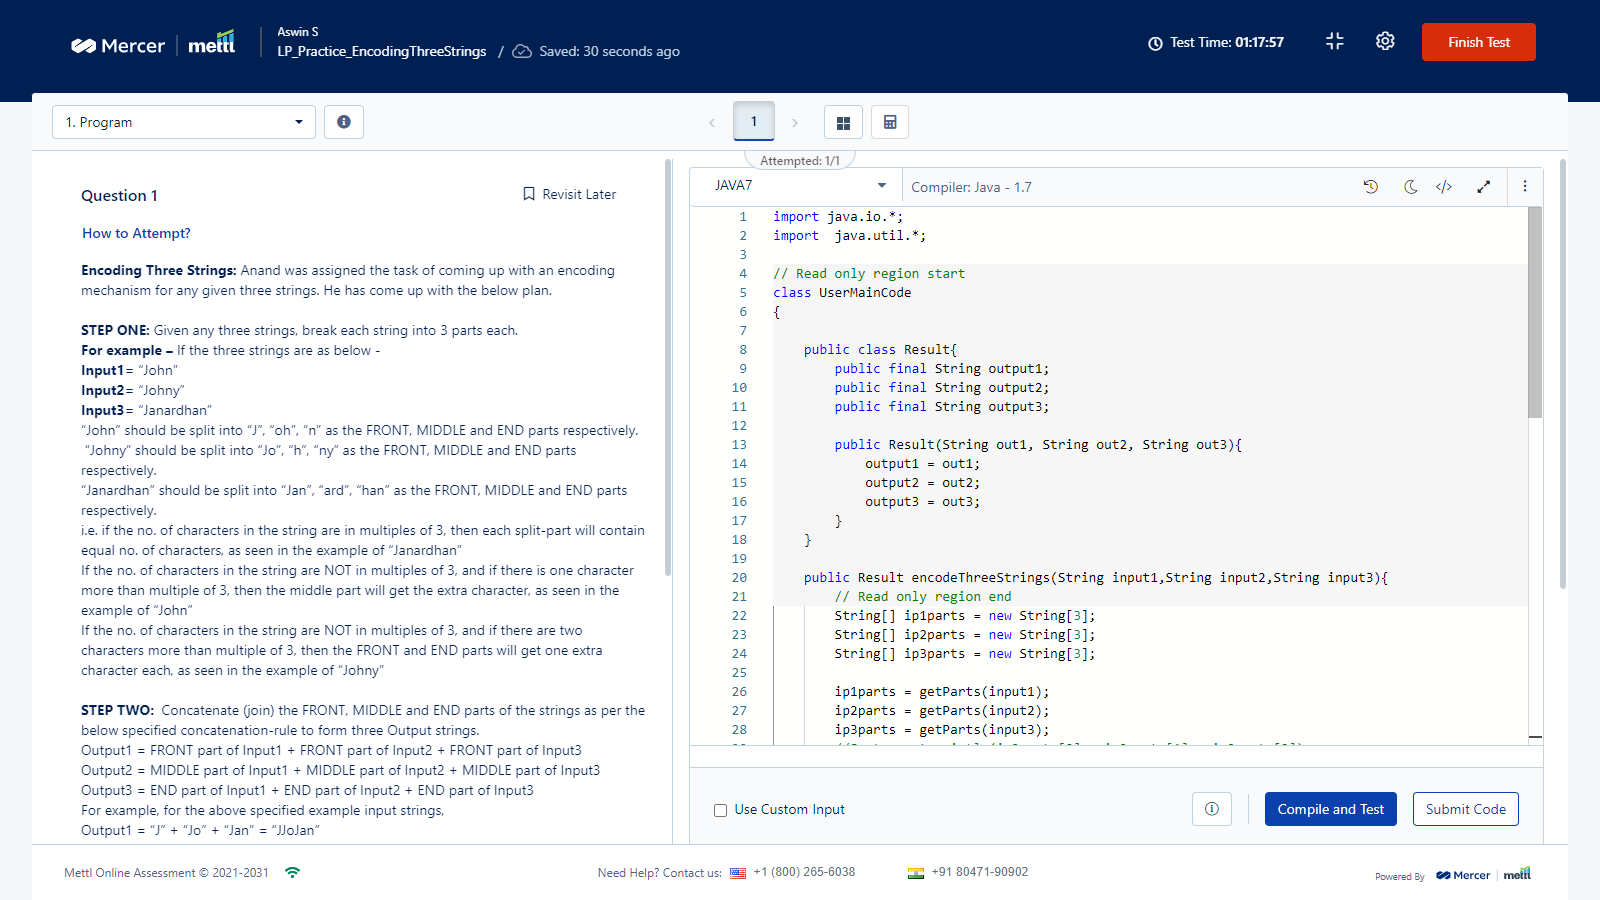 Mercer | mettl
Aswin S
LP_Practice_EncodingThreeStrings / Saved: 30 seconds ago
Test Time: 01:17:57
Finish Test
1. Program
1
Attempted: 1/1
Question 1
Revisit Later
How to Attempt?
Encoding Three Strings: Anand was assigned the task of coming up with an encoding
mechanism for any given three strings. He has come up with the below plan.
STEP ONE: Given any three strings, break each string into 3 parts each.
For example – If the three strings are as below -
Input1= “John”
Input2= “Johny”
Input3= “Janardhan”
“John” should be split into “J”, “oh”, “n” as the FRONT, MIDDLE and END parts respectively.
“Johny” should be split into “Jo”, “h”, “ny” as the FRONT, MIDDLE and END parts
respectively.
“Janardhan” should be split into “Jan”, “ard”, “han” as the FRONT, MIDDLE and END parts
respectively.
i.e. if the no. of characters in the string are in multiples of 3, then each split-part will contain
equal no. of characters, as seen in the example of “Janardhan”
If the no. of characters in the string are NOT in multiples of 3, and if there is one character
more than multiple of 3, then the middle part will get the extra character, as seen in the
example of “John”
If the no. of characters in the string are NOT in multiples of 3, and if there are two
characters more than multiple of 3, then the FRONT and END parts will get one extra
character each, as seen in the example of “Johny”
STEP TWO: Concatenate (join) the FRONT, MIDDLE and END parts of the strings as per the
below specified concatenation-rule to form three Output strings.
Output1 = FRONT part of Input1 + FRONT part of Input2 + FRONT part of Input3
Output2 = MIDDLE part of Input1 + MIDDLE part of Input2 + MIDDLE part of Input3
Output3 = END part of Input1 + END part of Input2 + END part of Input3
For example, for the above specified example input strings,
Output1 = “J” + “Jo” + “Jan” = “JJoJan”
JAVA7
Compiler: Java - 1.7
1 import java.io.*;
2 import  java.util.*;
3
4 // Read only region start
5 class UserMainCode
6 {
7
8     public class Result{
9         public final String output1;
10         public final String output2;
11         public final String output3;
12
13         public Result(String out1, String out2, String out3){
14             output1 = out1;
15             output2 = out2;
16             output3 = out3;
17         }
18     }
19
20     public Result encodeThreeStrings(String input1,String input2,String input3){
21         // Read only region end
22         String[] ip1parts = new String[3];
23         String[] ip2parts = new String[3];
24         String[] ip3parts = new String[3];
25
26         ip1parts = getParts(input1);
27         ip2parts = getParts(input2);
28         ip3parts = getParts(input3);
Use Custom Input
Compile and Test
Submit Code
Mettl Online Assessment © 2021-2031
Need Help? Contact us: +1 (800) 265-6038
+91 80471-90902
Powered By Mercer | mettl